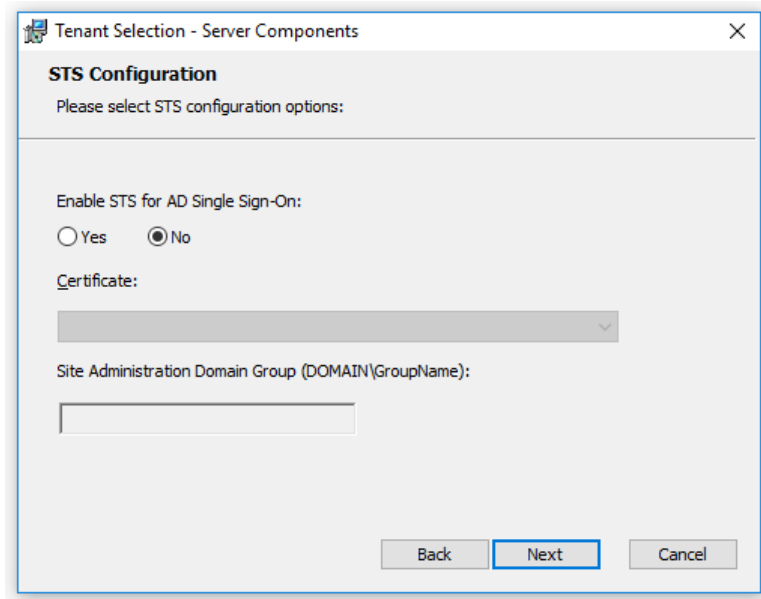 Tenant Selection - Server Components
STS Configuration
Please select STS configuration options:
Enable STS for AD Single Sign-On:
Yes No
Certificate:
Site Administration Domain Group (DOMAIN\GroupName):
Back Next Cancel